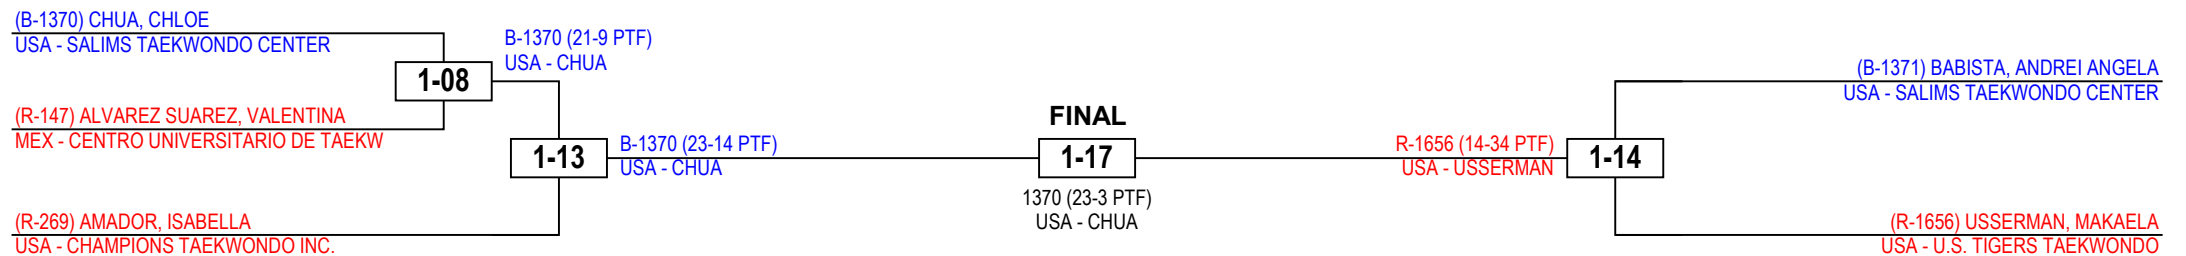 (B-1370) CHUA, CHLOE
USA - SALIMS TAEKWONDO CENTER
B-1370 (21-9 PTF)
USA - CHUA
1-08
(R-147) ALVAREZ SUAREZ, VALENTINA
MEX - CENTRO UNIVERSITARIO DE TAEKW
1-13
B-1370 (23-14 PTF)
USA - CHUA
(R-269) AMADOR, ISABELLA
USA - CHAMPIONS TAEKWONDO INC.
FINAL
1-17
1370 (23-3 PTF)
USA - CHUA
R-1656 (14-34 PTF)
USA - USSERMAN
1-14
(B-1371) BABISTA, ANDREI ANGELA
USA - SALIMS TAEKWONDO CENTER
(R-1656) USSERMAN, MAKAELA
USA - U.S. TIGERS TAEKWONDO